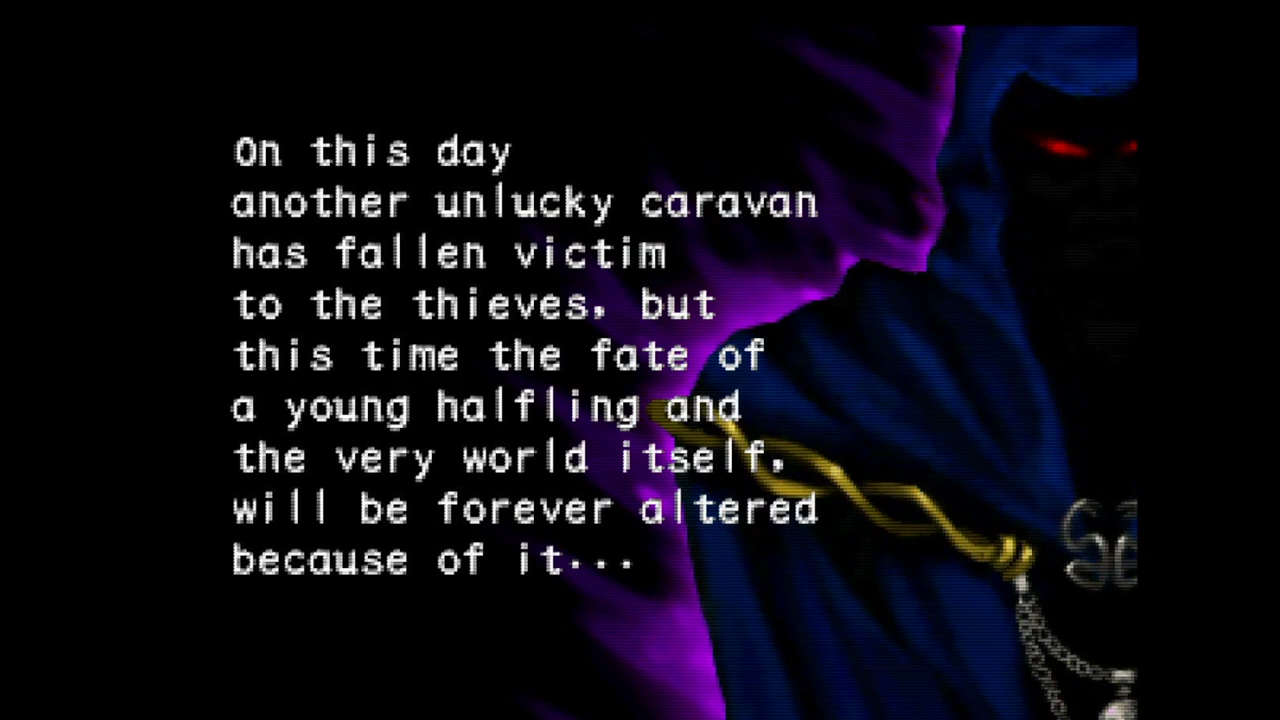 On this day
another unlucky caravan
has fallen victim
to the thieves, but
this time the fate of
a young halfling and
the very world itself,
will be forever altered
because of it...